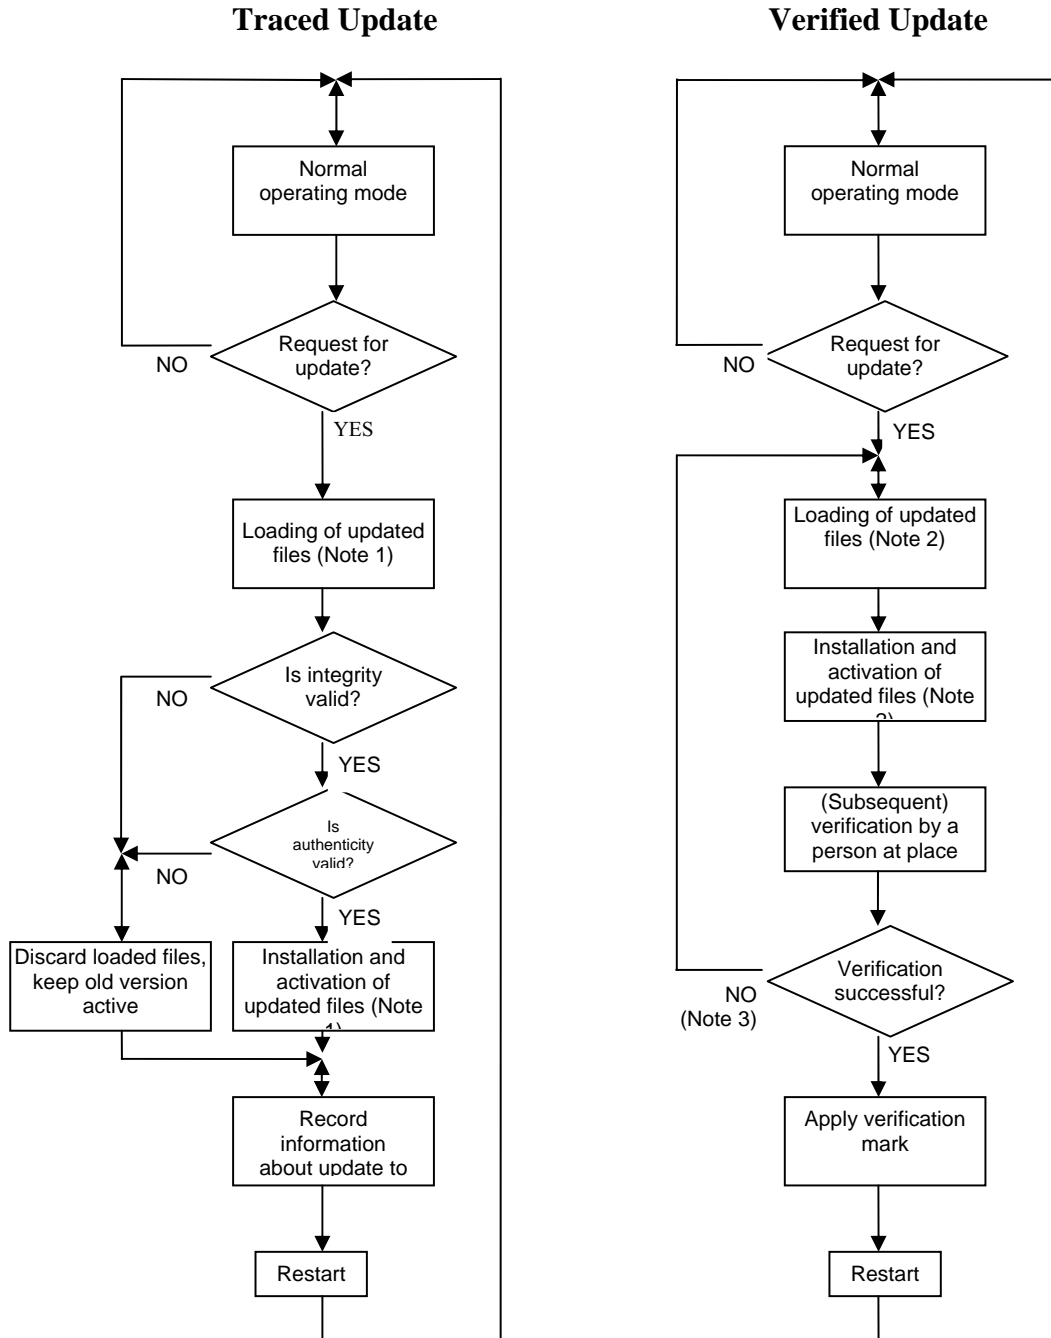 Traced Update
Normal
operating mode
Request for
update?
NO
YES
Loading of updated
files (Note 1)
Is integrity
valid?
NO
YES
Is
authenticity
valid?
NO
YES
Discard loaded files,
keep old version
active
Installation and
activation of
updated files (Note
Record
information
about update to
Restart
Verified Update
Normal
operating mode
Request for
update?
NO
YES
Loading of updated
files (Note 2)
Installation and
activation of
updated files (Note
(Subsequent)
verification by a
person at place
Verification
successful?
NO
(Note 3)
YES
Apply verification
mark
Restart